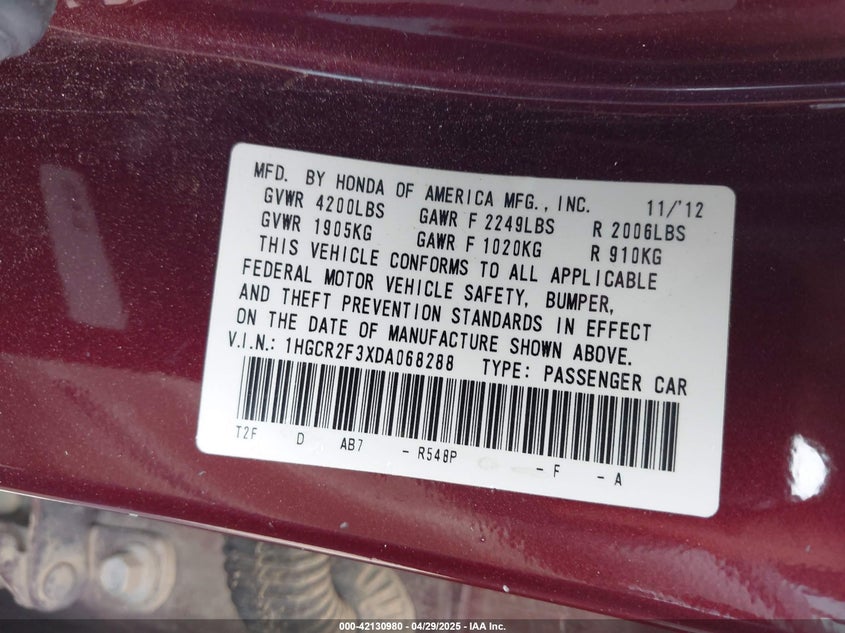 MFD. BY HONDA OF AMERICA MFG., INC. 11/'12
GVWR 4200LBS GAWR F 2249LBS R 2006LBS
GVWR 1905KG GAWR F 1020KG R 910KG
THIS VEHICLE CONFORMS TO ALL APPLICABLE
FEDERAL MOTOR VEHICLE SAFETY, BUMPER,
AND THEFT PREVENTION STANDARDS IN EFFECT
ON THE DATE OF MANUFACTURE SHOWN ABOVE.
V.I.N.: 1HGCR2F3XDA068288 TYPE: PASSENGER CAR
T2F D AB7 - R548P - F - A
000-42130980 - 04/29/2025 - IAA Inc.